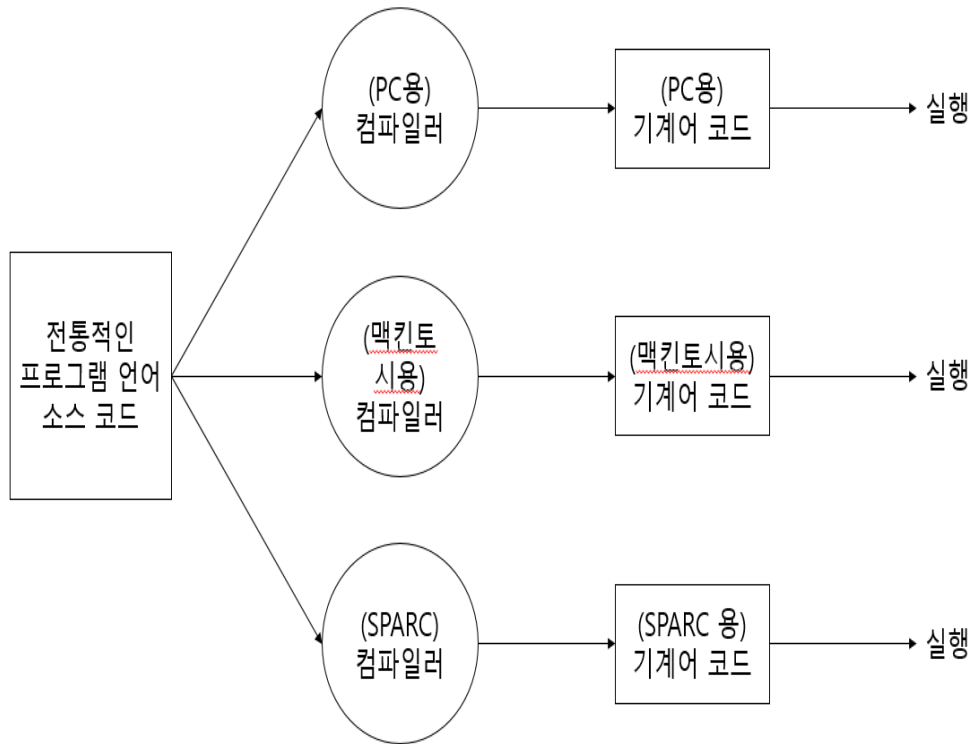 전통적인
프로그램 언어
소스 코드
(PC용)
컴파일러
(PC용)
기계어 코드
실행
(맥킨토
시용)
컴파일러
(맥킨토시용)
기계어 코드
실행
(SPARC)
컴파일러
(SPARC 용)
기계어 코드
실행